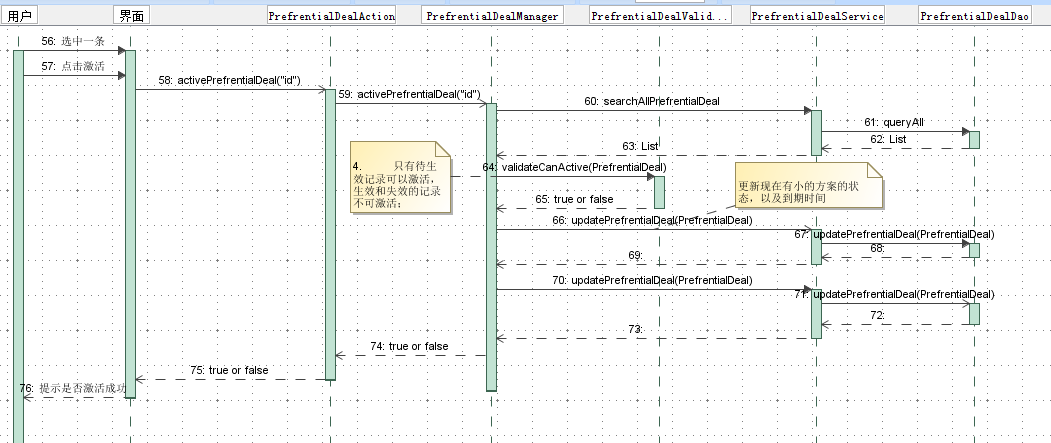 用户
界面
PrefrentialDealAction
PrefrentialDealManager
PrefrentialDealValid...
PrefrentialDealService
PrefrentialDealDao
56: 选中一条
57: 点击激活
58: activePrefrentialDeal("id")
59: activePrefrentialDeal("id")
60: searchAllPrefrentialDeal
61: queryAll
62: List
63: List
4. 只有待生
效记录可以激活，
生效和失效的记录
不可激活；
64: validateCanActive(PrefrentialDeal)
更新现在有小的方案的状
态，以及到期时间
65: true or false
66: updatePrefrentialDeal(PrefrentialDeal)
67: updatePrefrentialDeal(PrefrentialDeal)
68:
69:
70: updatePrefrentialDeal(PrefrentialDeal)
71: updatePrefrentialDeal(PrefrentialDeal)
72:
73:
74: true or false
75: true or false
76: 提示是否激活成功